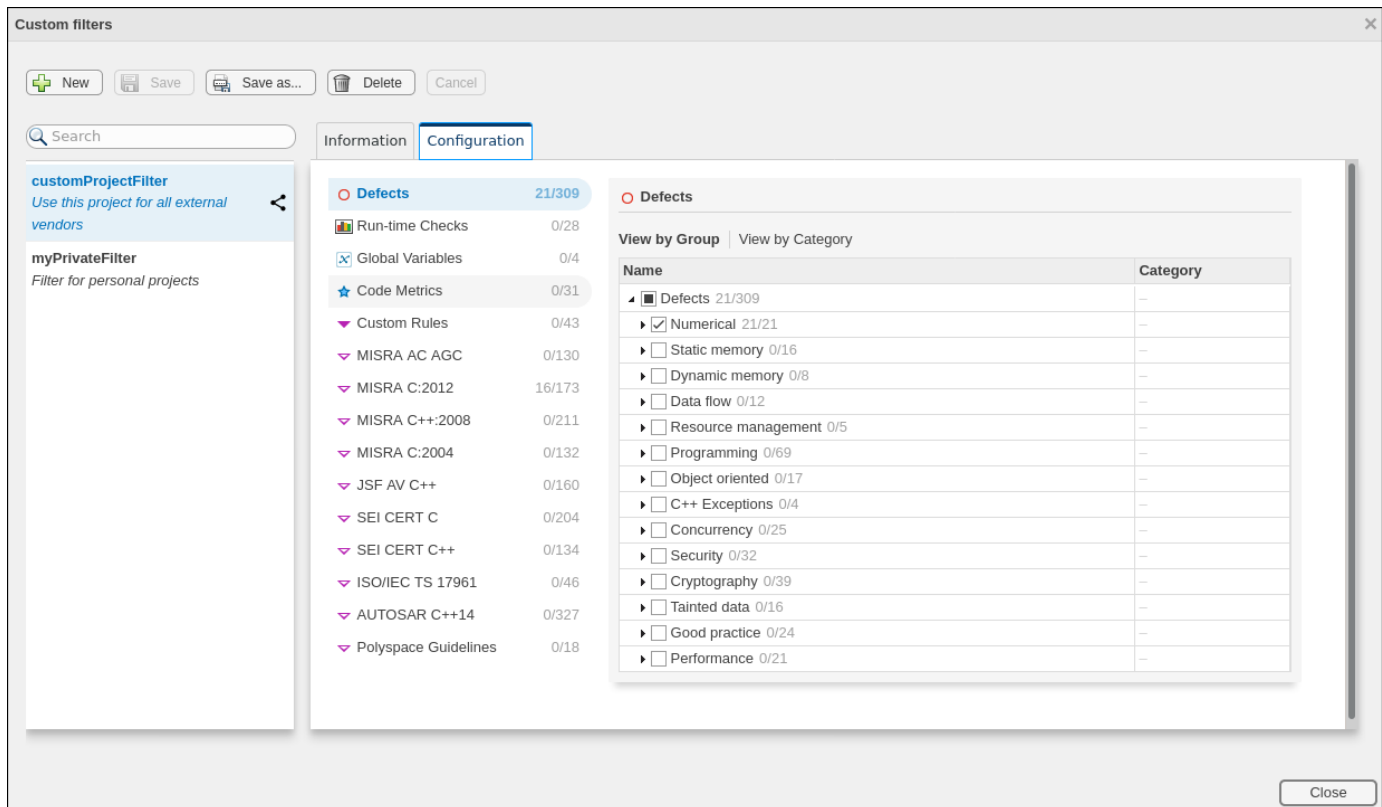 Custom filters
New Save Save as... Delete Cancel
Search
customProjectFilter
Use this project for all external
vendors
myPrivateFilter
Filter for personal projects
Information Configuration
Defects 21/309
Run-time Checks 0/28
Global Variables 0/4
Code Metrics 0/31
Custom Rules 0/43
MISRA AC AGC 0/130
MISRA C:2012 16/173
MISRA C++:2008 0/211
MISRA C:2004 0/132
JSF AV C++ 0/160
SEI CERT C 0/204
SEI CERT C++ 0/134
ISO/IEC TS 17961 0/46
AUTOSAR C++14 0/327
Polyspace Guidelines 0/18
Defects
View by Group View by Category
Name Category
Defects 21/309 –
Numerical 21/21 –
Static memory 0/16 –
Dynamic memory 0/8 –
Data flow 0/12 –
Resource management 0/5 –
Programming 0/69 –
Object oriented 0/17 –
C++ Exceptions 0/4 –
Concurrency 0/25 –
Security 0/32 –
Cryptography 0/39 –
Tainted data 0/16 –
Good practice 0/24 –
Performance 0/21 –
Close